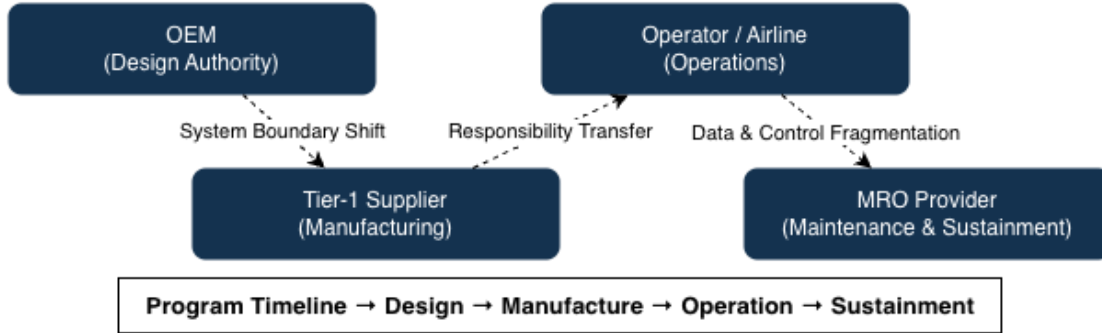 OEM
(Design Authority)
Operator / Airline
(Operations)
System Boundary Shift
Responsibility Transfer
Data & Control Fragmentation
Tier-1 Supplier
(Manufacturing)
MRO Provider
(Maintenance & Sustainment)
Program Timeline → Design → Manufacture → Operation → Sustainment